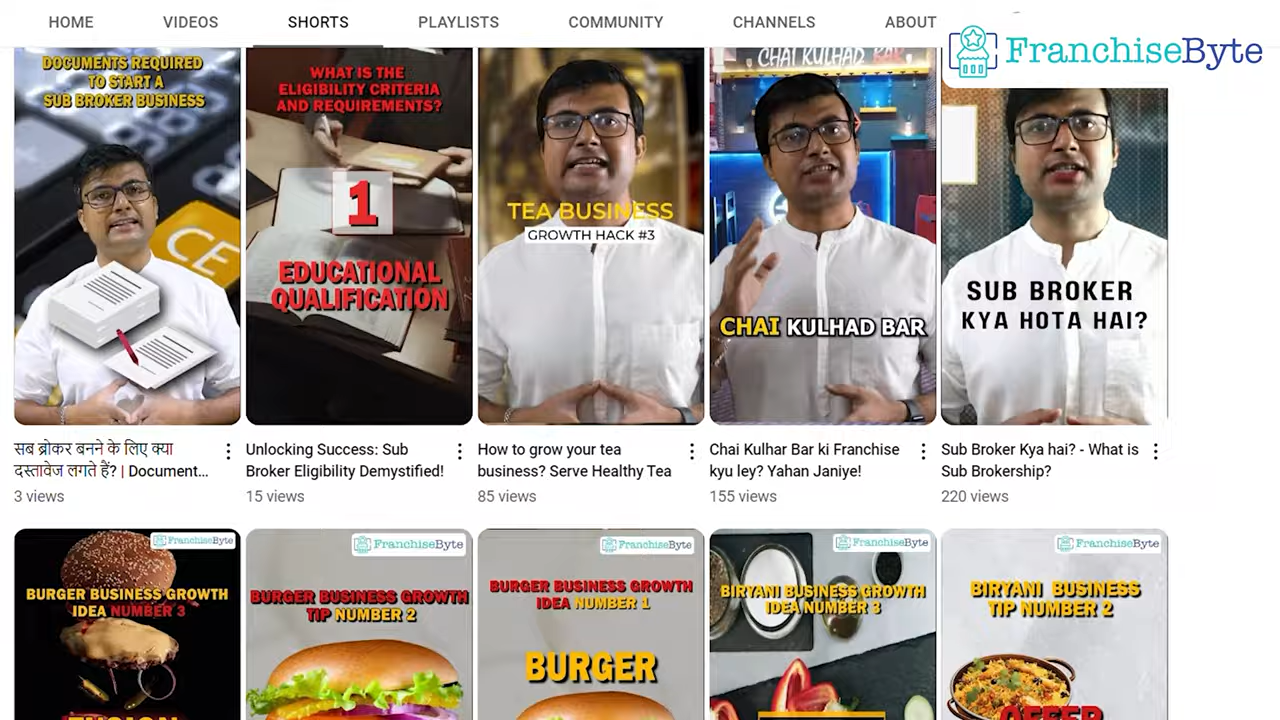 HOME
VIDEOS
SHORTS
PLAYLISTS
COMMUNITY
CHANNELS
ABOUT
FranchiseByte
DOCUMENTS REQUIRED
TO START A
SUB BROKER BUSINESS
CE
WHAT IS THE
ELIGIBILITY CRITERIA
AND REQUIREMENTS?
1
EDUCATIONAL
QUALIFICATION
TEA BUSINESS
GROWTH HACK #3
CHAI KULHAD BAR
CHAI KULHAD BAR
SUB BROKER
KYA HOTA HAI?
सब ब्रोकर बनने के लिए क्या
दस्तावेज लगते हैं? | Document...
3 views
Unlocking Success: Sub
Broker Eligibility Demystified!
15 views
How to grow your tea
business? Serve Healthy Tea
85 views
Chai Kulhar Bar ki Franchise
kyu ley? Yahan Janiye!
155 views
Sub Broker Kya hai? - What is
Sub Brokership?
220 views
FranchiseByte
BURGER BUSINESS GROWTH
IDEA NUMBER 3
FUSION
FranchiseByte
BURGER BUSINESS GROWTH
TIP NUMBER 2
FranchiseByte
BURGER BUSINESS GROWTH
IDEA NUMBER 1
BURGER
FranchiseByte
BIRYANI BUSINESS GROWTH
IDEA NUMBER 3
FranchiseByte
BIRYANI BUSINESS
TIP NUMBER 2
OFFER